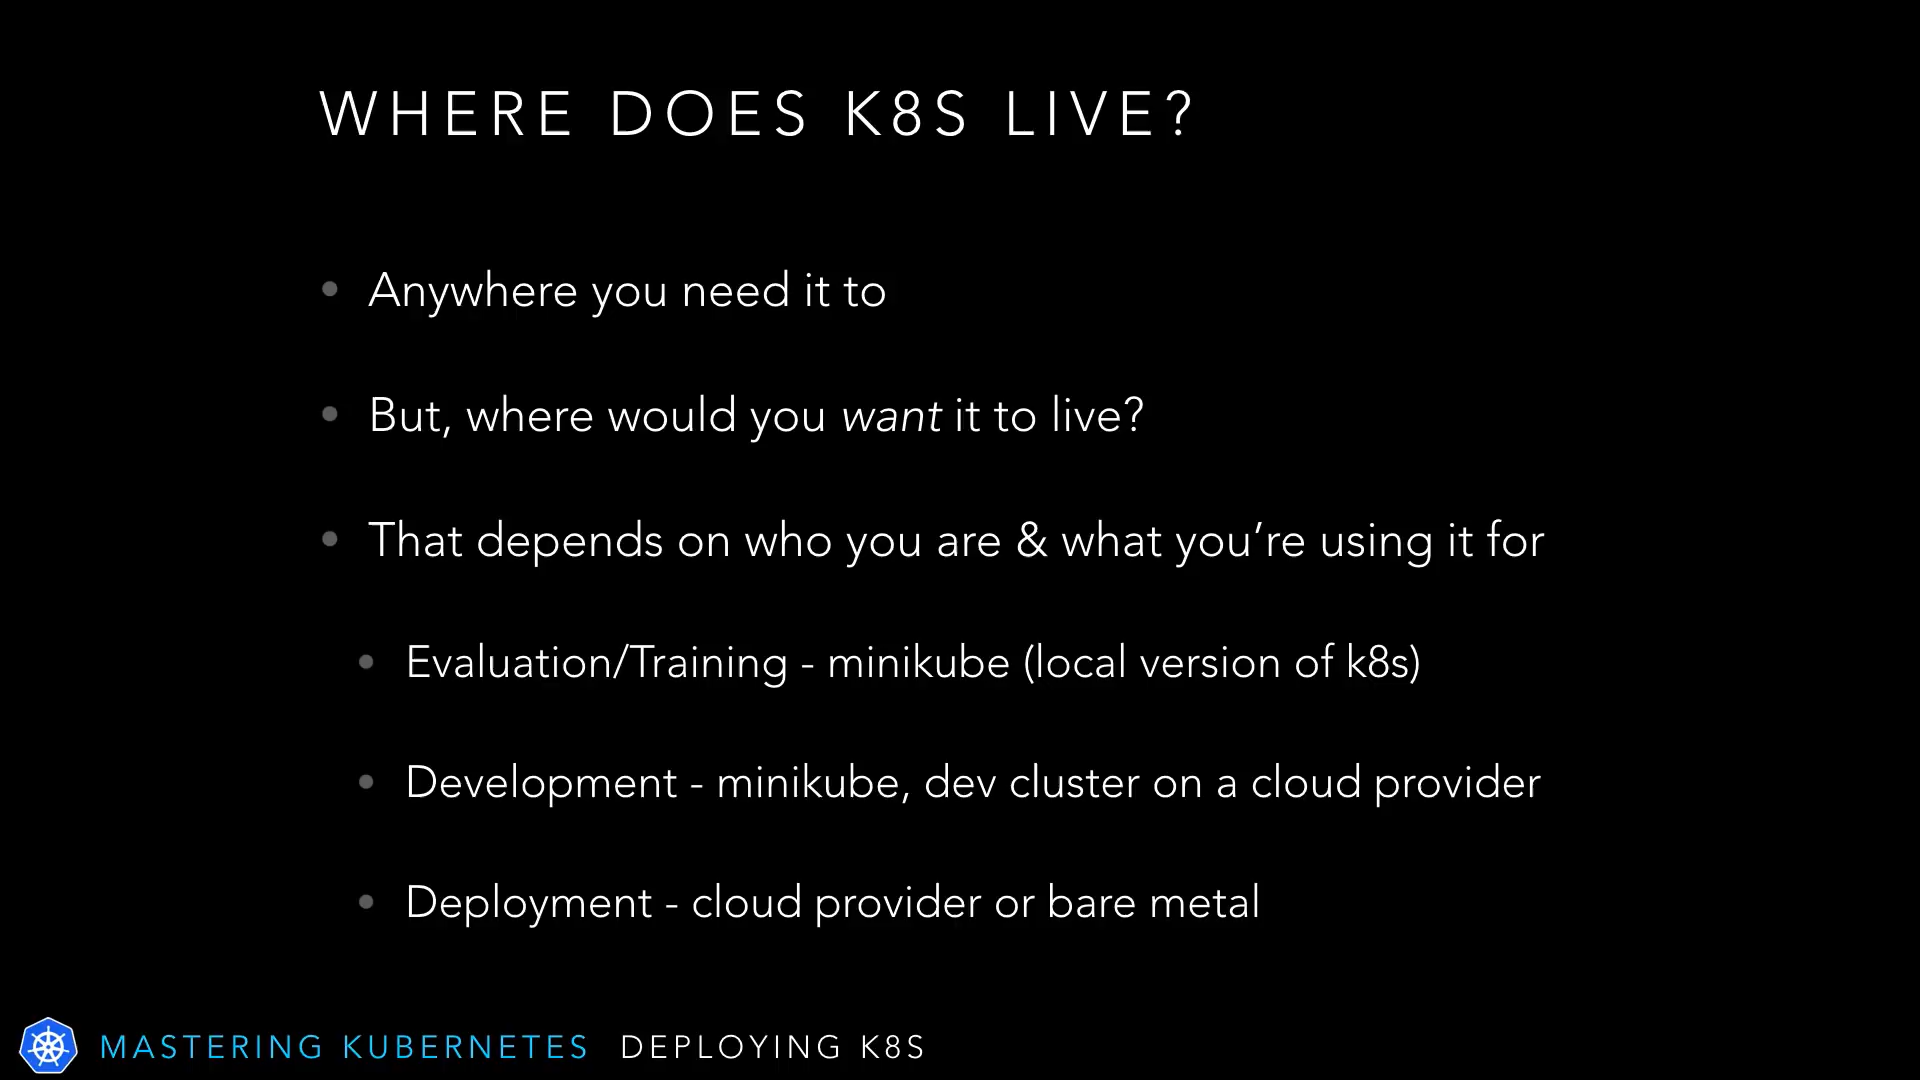 WHERE DOES K8S LIVE?
• Anywhere you need it to
• But, where would you want it to live?
• That depends on who you are & what you’re using it for
• Evaluation/Training - minikube (local version of k8s)
• Development - minikube, dev cluster on a cloud provider
• Deployment - cloud provider or bare metal
MASTERING KUBERNETES DEPLOYING K8S